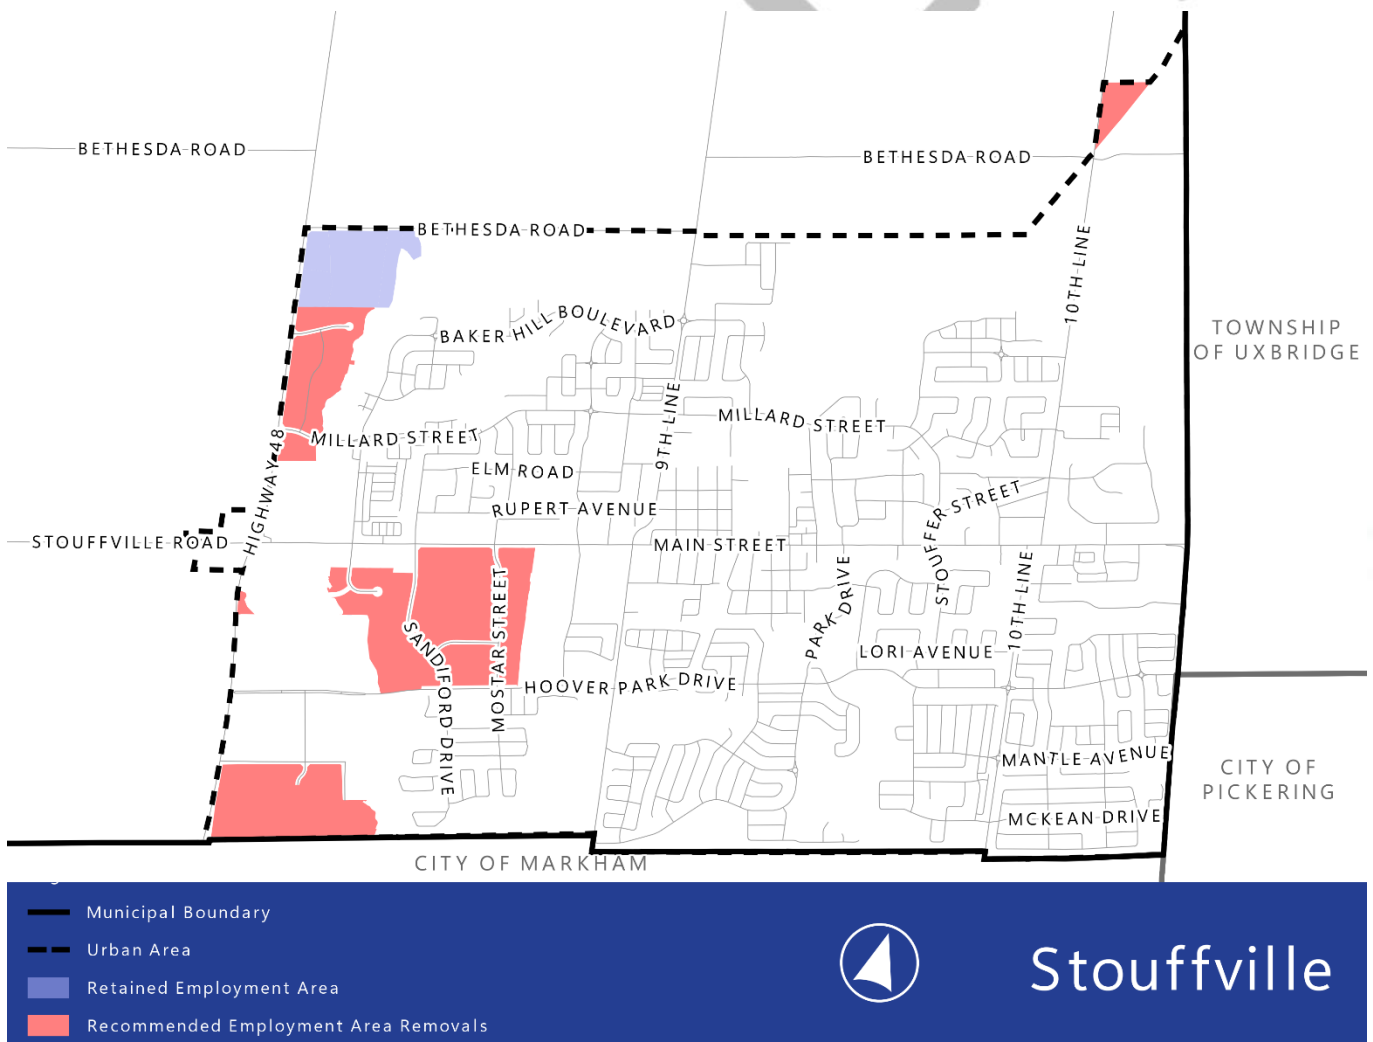 BETHESDA ROAD
BETHESDA ROAD
BETHESDA ROAD
10TH LINE
TOWNSHIP
OF UXBRIDGE
BAKER HILL BOULEVARD
9TH LINE
MILLARD STREET
MILLARD STREET
HIGHWAY 48
ELM ROAD
RUPERT AVENUE
STOUFFER STREET
STOUFFVILLE ROAD
MAIN STREET
PARK DRIVE
10TH LINE
MOSTAR STREET
SANDIFORD DRIVE
LORI AVENUE
HOOVER PARK DRIVE
MANTLE AVENUE
CITY OF
PICKERING
MCKEAN DRIVE
CITY OF MARKHAM
Municipal Boundary
Urban Area
Retained Employment Area
Recommended Employment Area Removals
Stouffville